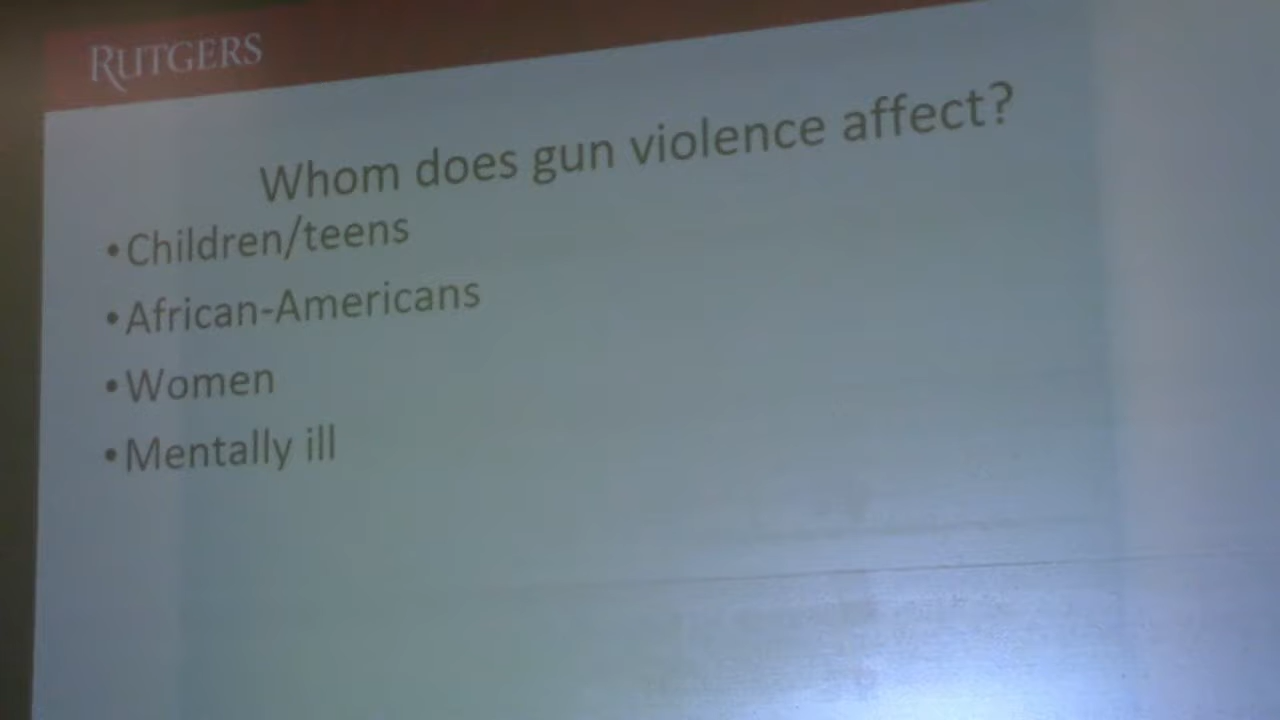 RUTGERS
Whom does gun violence affect?
•Children/teens
•African-Americans
•Women
•Mentally ill